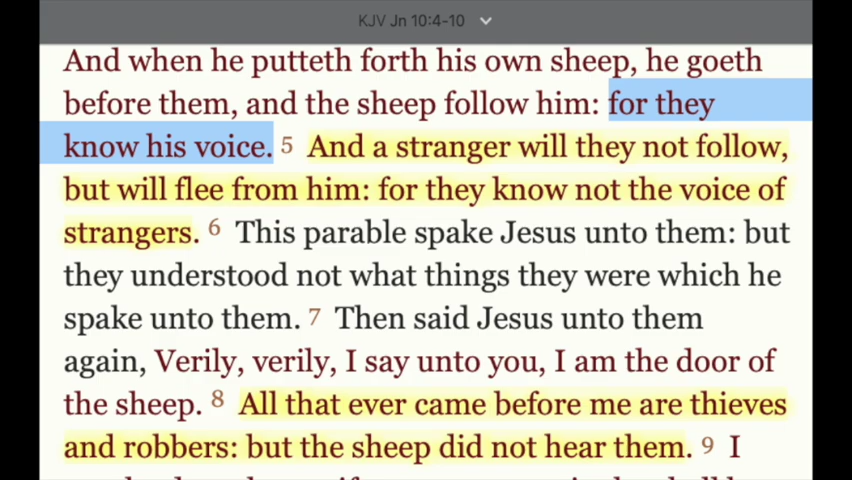 KJV Jn 10:4-10
And when he putteth forth his own sheep, he goeth
before them, and the sheep follow him: for they
know his voice. 5 And a stranger will they not follow,
but will flee from him: for they know not the voice of
strangers. 6 This parable spake Jesus unto them: but
they understood not what things they were which he
spake unto them. 7 Then said Jesus unto them
again, Verily, verily, I say unto you, I am the door of
the sheep. 8 All that ever came before me are thieves
and robbers: but the sheep did not hear them. 9 I